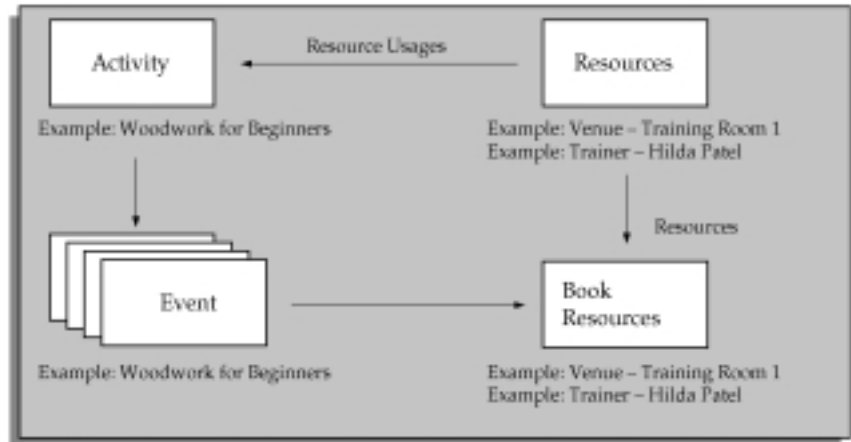 Activity
Resource Usages
Resources
Example: Woodwork for Beginners
Example: Venue – Training Room 1
Example: Trainer – Hilda Patel
Resources
Event
Book
Resources
Example: Woodwork for Beginners
Example: Venue – Training Room 1
Example: Trainer – Hilda Patel